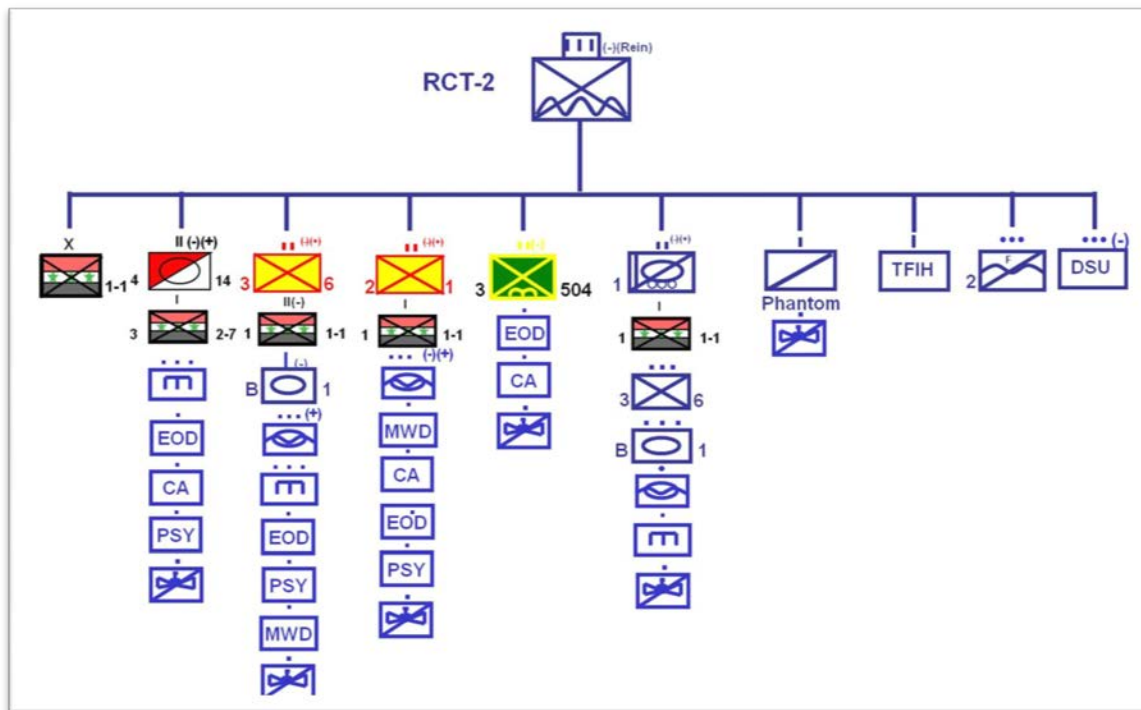 (-)(Rein)
RCT-2
X
1-1
II (-)(+)
4
14
I
3
2-7
3
6
II(-)
1
1-1
(-)
B
1
(+)
2
1
I
1
1-1
(-)(+)
(-)
3
504
1
I
1
1-1
3
6
B
1
I
Phantom
I
TFIH
F
2
(-)
DSU
EOD
CA
PSY
EOD
PSY
MWD
MWD
CA
EOD
PSY
EOD
CA